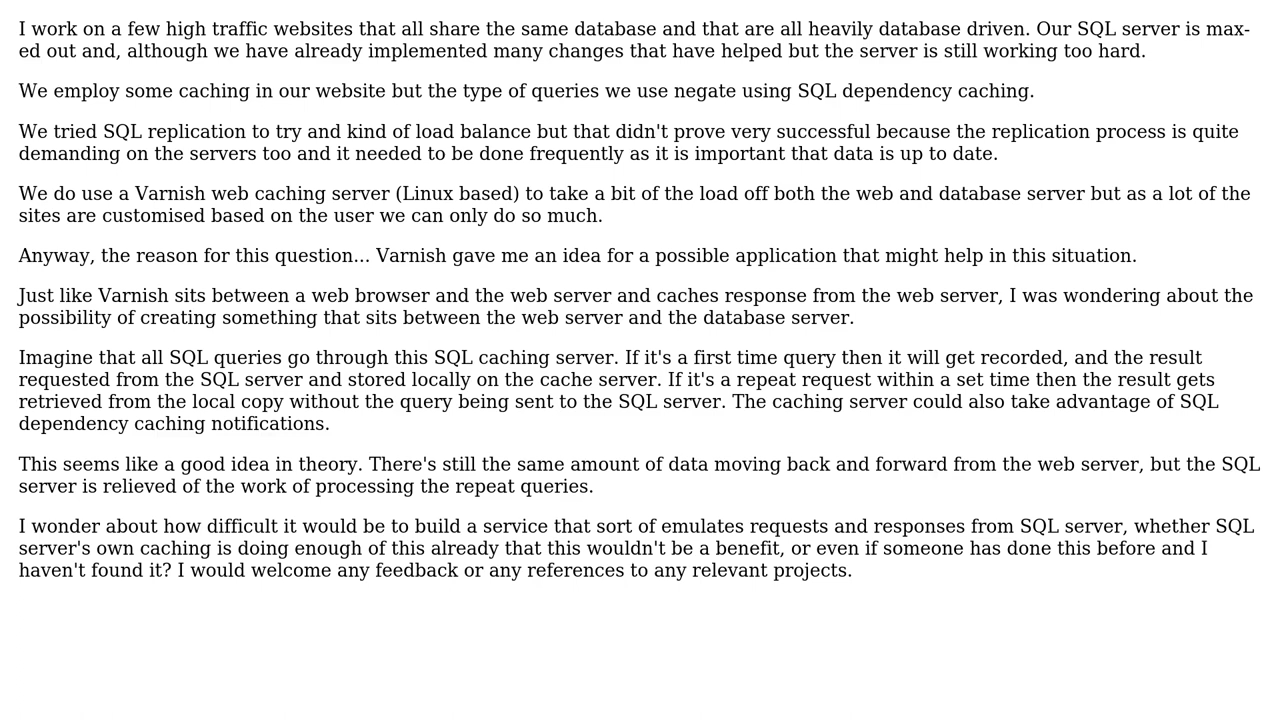 I work on a few high traffic websites that all share the same database and that are all heavily database driven. Our SQL server is max-
ed out and, although we have already implemented many changes that have helped but the server is still working too hard.
We employ some caching in our website but the type of queries we use negate using SQL dependency caching.
We tried SQL replication to try and kind of load balance but that didn't prove very successful because the replication process is quite
demanding on the servers too and it needed to be done frequently as it is important that data is up to date.
We do use a Varnish web caching server (Linux based) to take a bit of the load off both the web and database server but as a lot of the
sites are customised based on the user we can only do so much.
Anyway, the reason for this question... Varnish gave me an idea for a possible application that might help in this situation.
Just like Varnish sits between a web browser and the web server and caches response from the web server, I was wondering about the
possibility of creating something that sits between the web server and the database server.
Imagine that all SQL queries go through this SQL caching server. If it's a first time query then it will get recorded, and the result
requested from the SQL server and stored locally on the cache server. If it's a repeat request within a set time then the result gets
retrieved from the local copy without the query being sent to the SQL server. The caching server could also take advantage of SQL
dependency caching notifications.
This seems like a good idea in theory. There's still the same amount of data moving back and forward from the web server, but the SQL
server is relieved of the work of processing the repeat queries.
I wonder about how difficult it would be to build a service that sort of emulates requests and responses from SQL server, whether SQL
server's own caching is doing enough of this already that this wouldn't be a benefit, or even if someone has done this before and I
haven't found it? I would welcome any feedback or any references to any relevant projects.